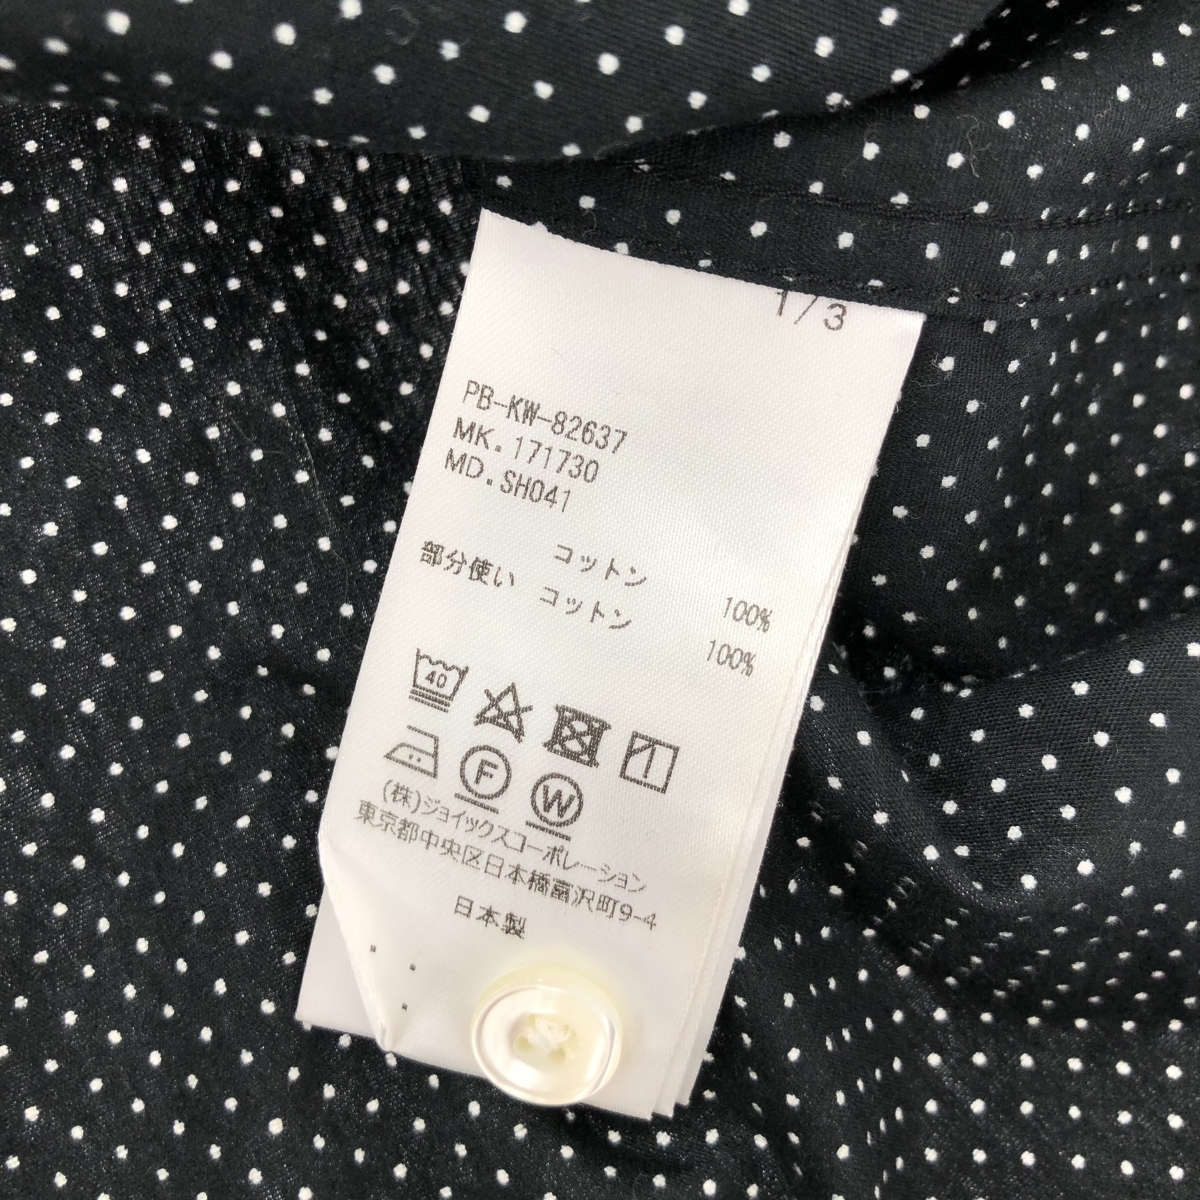 1/3
PB-KW-82637
MK.171730
MD.SH041
コットン 100%
部分使い コットン 100%
40
F W
(株)ジョイックスコーポレーション
東京都中央区日本橋富沢町9-4
日本製